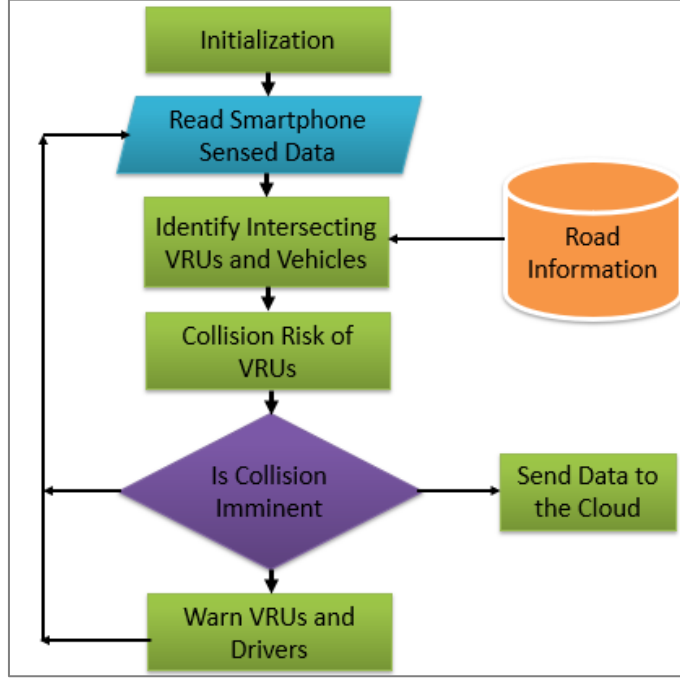 Initialization
Read Smartphone
Sensed Data
Identify Intersecting
VRUs and Vehicles
Road
Information
Collision Risk of
VRUs
Is Collision
Imminent
Send Data to
the Cloud
Warn VRUs and
Drivers